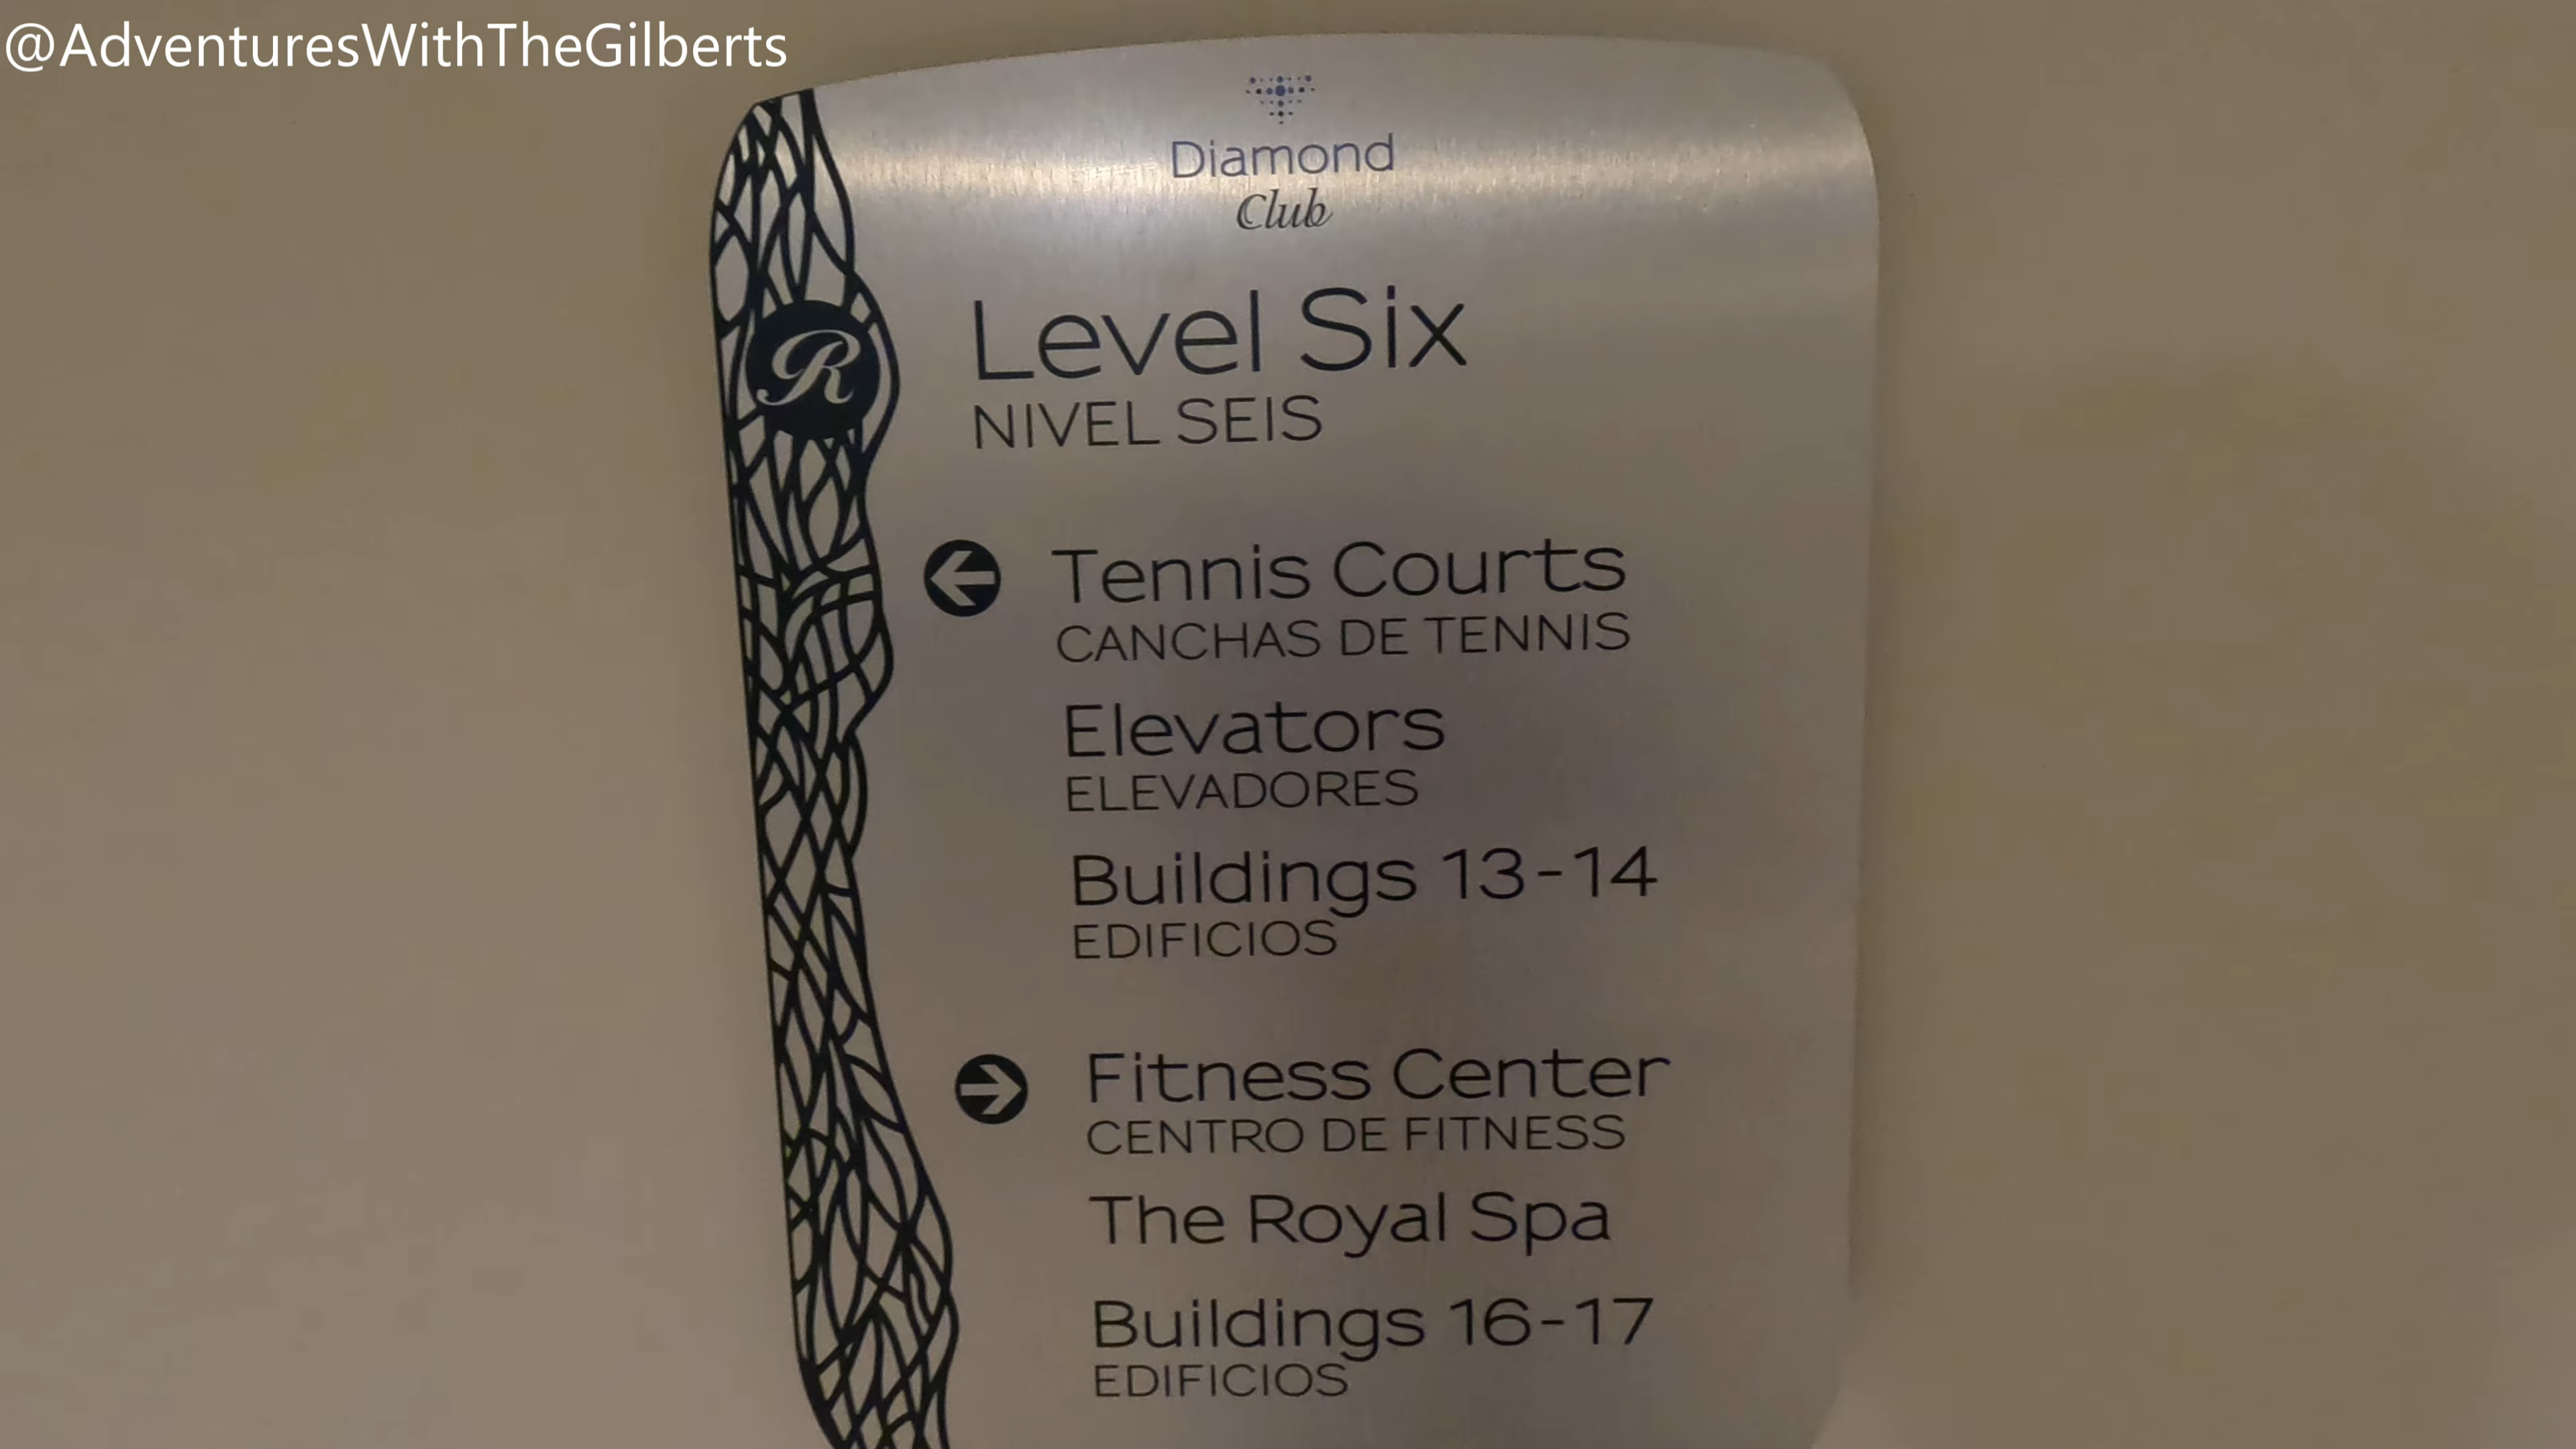 @AdventuresWithTheGilberts
Diamond
Club
Level Six
NIVEL SEIS
R
Tennis Courts
CANCHAS DE TENNIS
Elevators
ELEVADORES
Buildings 13-14
EDIFICIOS
Fitness Center
CENTRO DE FITNESS
The Royal Spa
Buildings 16-17
EDIFICIOS